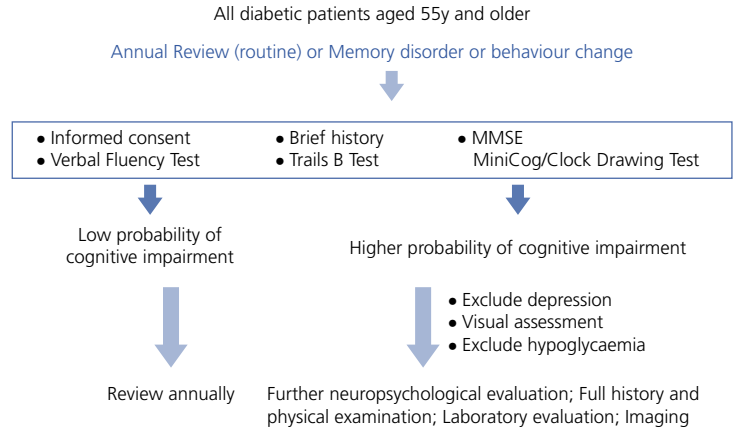 All diabetic patients aged 55y and older
Annual Review (routine) or Memory disorder or behaviour change
• Informed consent
• Verbal Fluency Test
• Brief history
• Trails B Test
• MMSE
MiniCog/Clock Drawing Test
Low probability of
cognitive impairment
Higher probability of cognitive impairment
• Exclude depression
• Visual assessment
• Exclude hypoglycaemia
Review annually
Further neuropsychological evaluation; Full history and
physical examination; Laboratory evaluation; Imaging